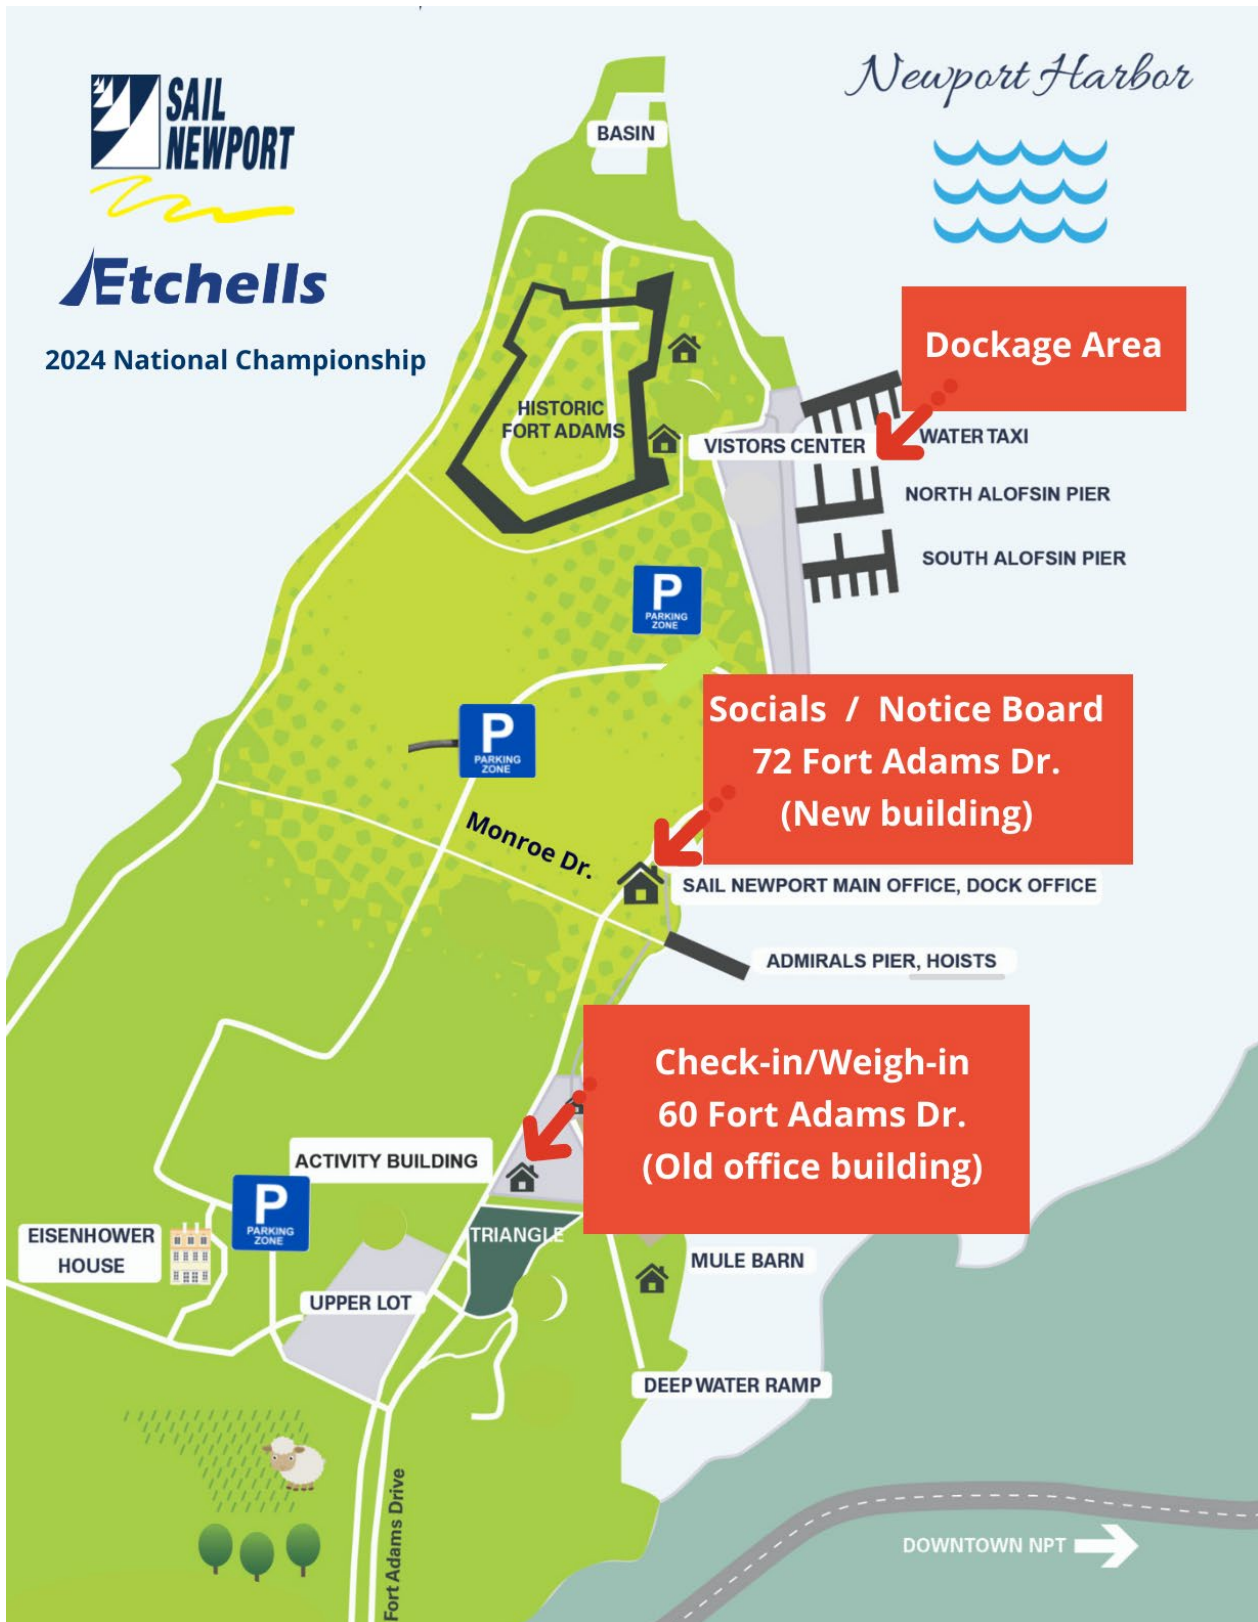 Newport Harbor
SAIL
NEWPORT
Etchells
2024 National Championship
BASIN
Dockage Area
HISTORIC
FORT ADAMS
VISTORS CENTER
WATER TAXI
NORTH ALOFSIN PIER
SOUTH ALOFSIN PIER
P
PARKING
ZONE
P
PARKING
ZONE
Socials / Notice Board
72 Fort Adams Dr.
(New building)
Monroe Dr.
SAIL NEWPORT MAIN OFFICE, DOCK OFFICE
ADMIRALS PIER, HOISTS
Check-in/Weigh-in
60 Fort Adams Dr.
(Old office building)
ACTIVITY BUILDING
P
PARKING
ZONE
EISENHOWER
HOUSE
TRIANGLE
MULE BARN
UPPER LOT
DEEP WATER RAMP
Fort Adams Drive
DOWNTOWN NPT